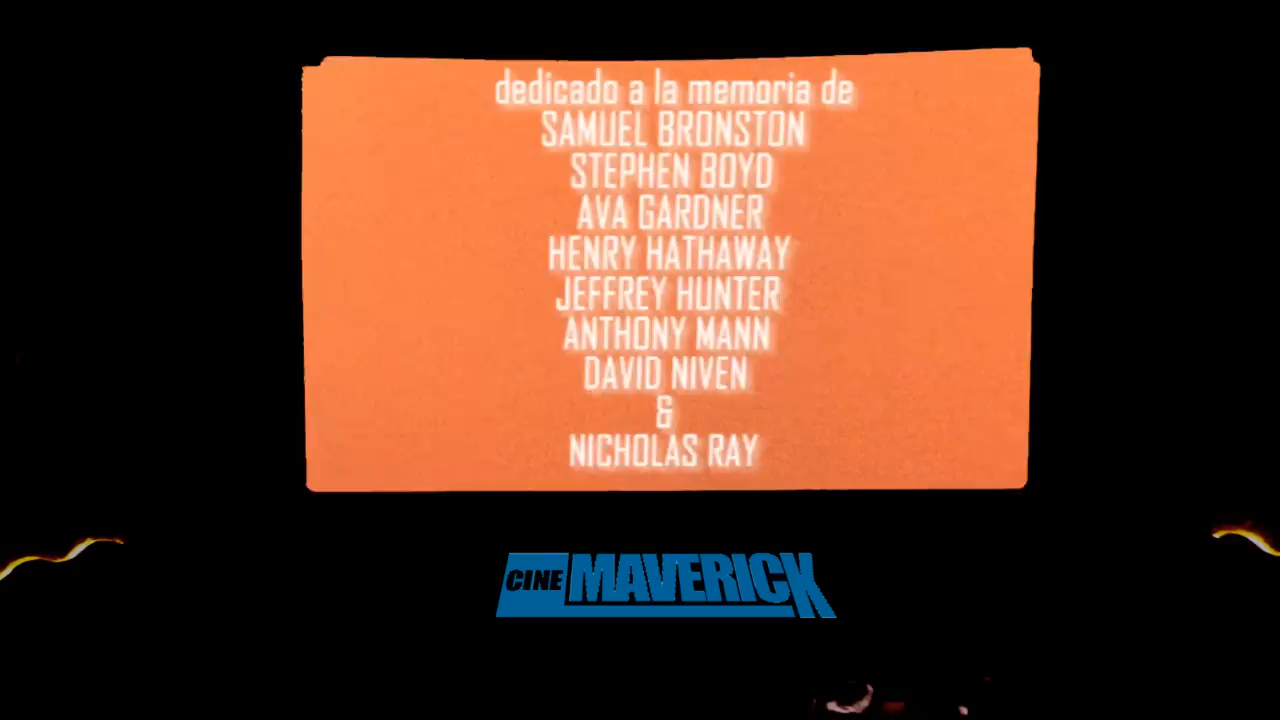 dedicado a la memoria de
SAMUEL BRONSTON
STEPHEN BOYD
AVA GARDNER
HENRY HATHAWAY
JEFFREY HUNTER
ANTHONY MANN
DAVID NIVEN
&
NICHOLAS RAY
CINE MAVERICK